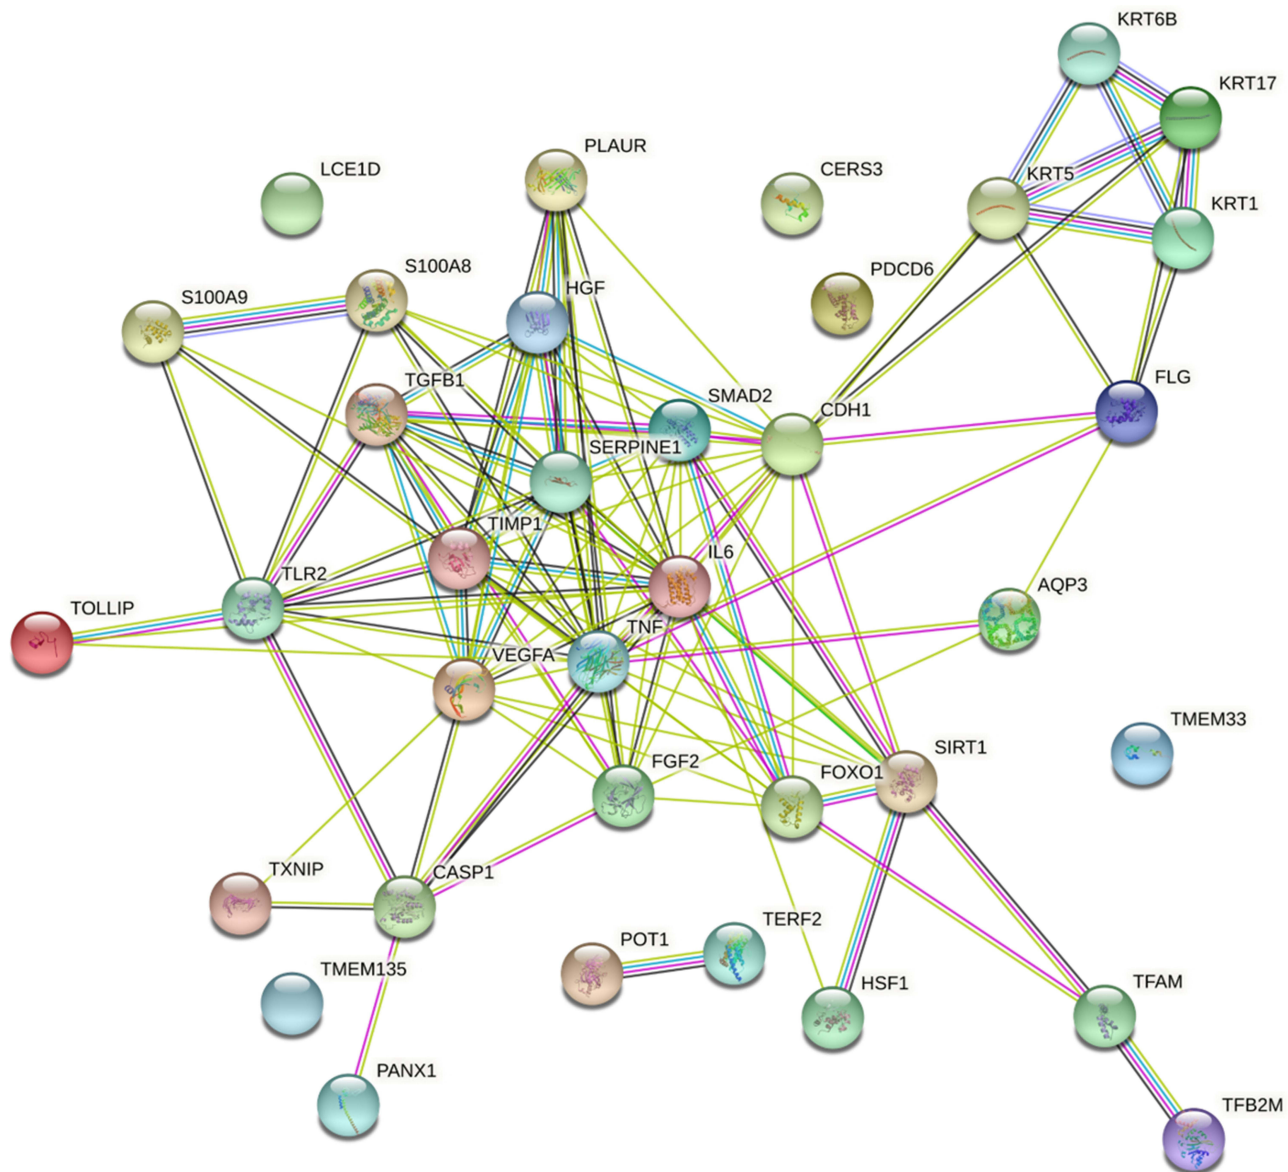 KRT6B
KRT17
PLAUR
LCE1D
CERS3
KRT5
KRT1
S100A8
PDCD6
HGF
S100A9
TGFB1
SMAD2
CDH1
FLG
SERPINE1
TIMP1
IL6
TLR2
AQP3
TOLLIP
TNF
VEGFA
TMEM33
SIRT1
FGF2
FOXO1
TXNIP
CASP1
TERF2
POT1
TMEM135
HSF1
TFAM
PANX1
TFB2M